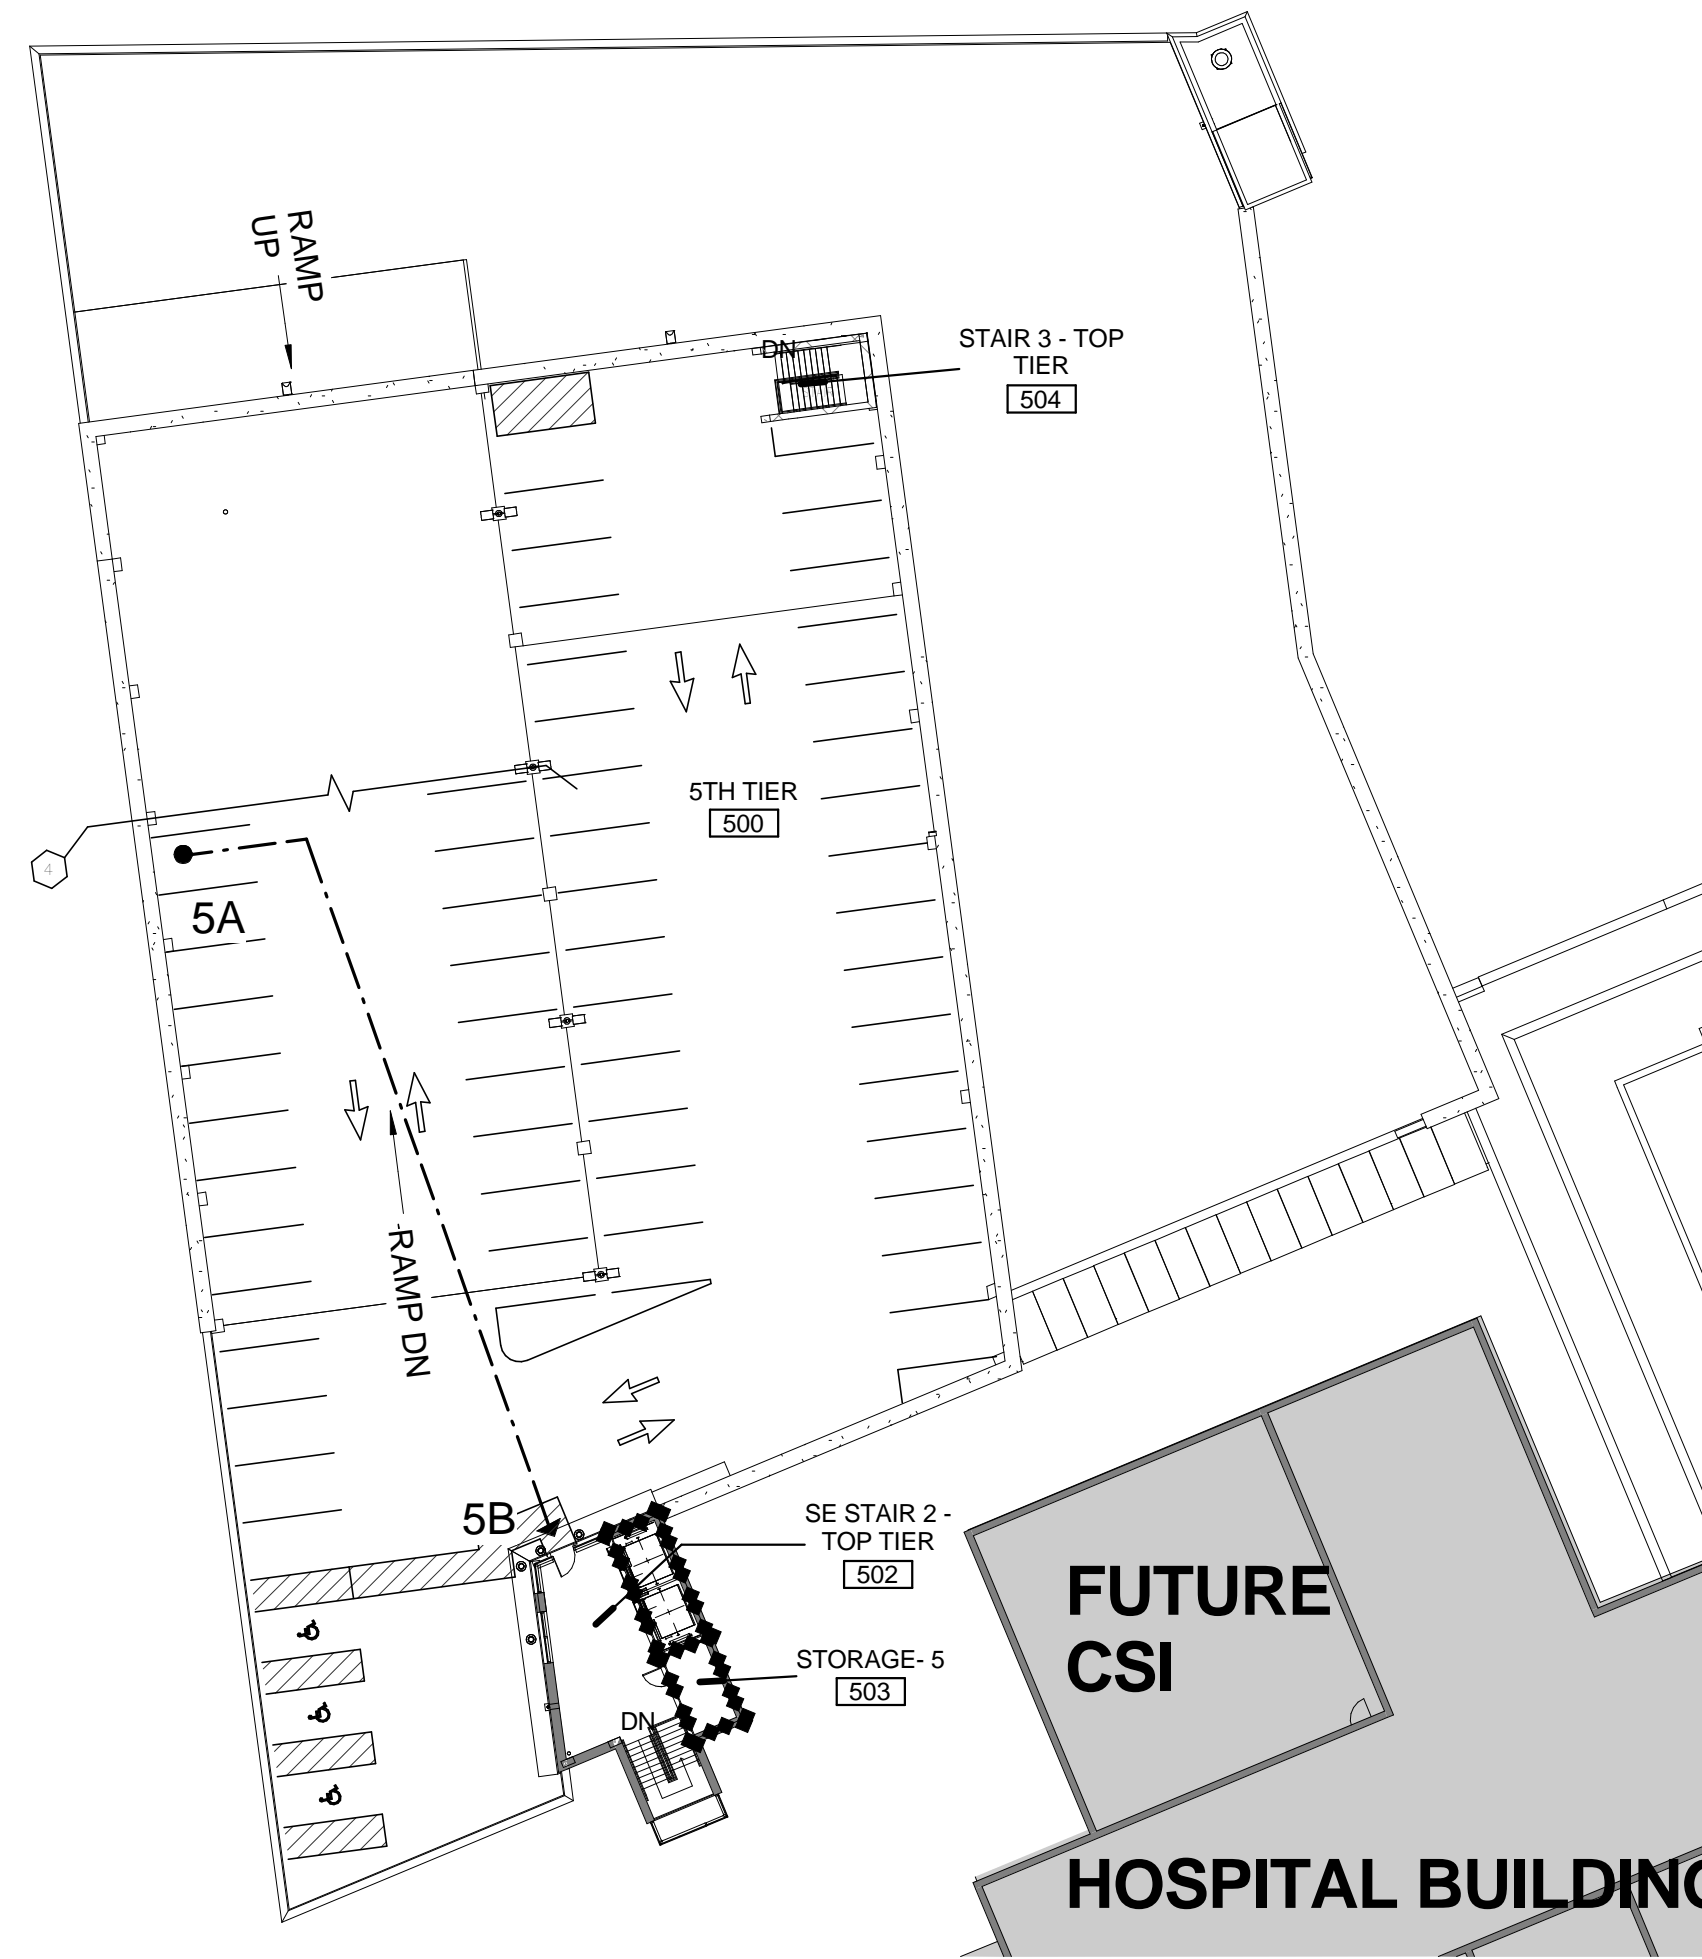 RAMP
UP
DN
STAIR 3 - TOP
TIER
504
5TH TIER
500
4
5A
RAMP DN
5B
SE STAIR 2 -
TOP TIER
502
STORAGE- 5
503
DN
FUTURE
CSI
HOSPITAL BUILDING